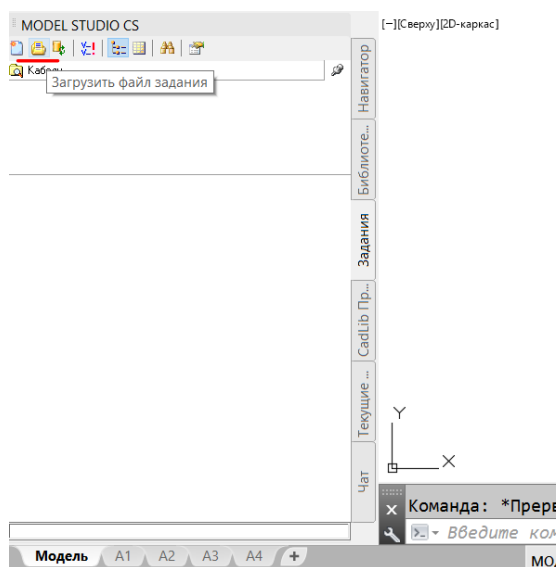 MODEL STUDIO CS
[−][Сверху][2D-каркас]
Загрузить файл задания
Навигатор
Библиоте...
Задания
CadLib Пр...
Текущие ...
Чат
Y
X
Команда: *Прерв
Введите ком
Модель A1 A2 A3 A4 +
МОД